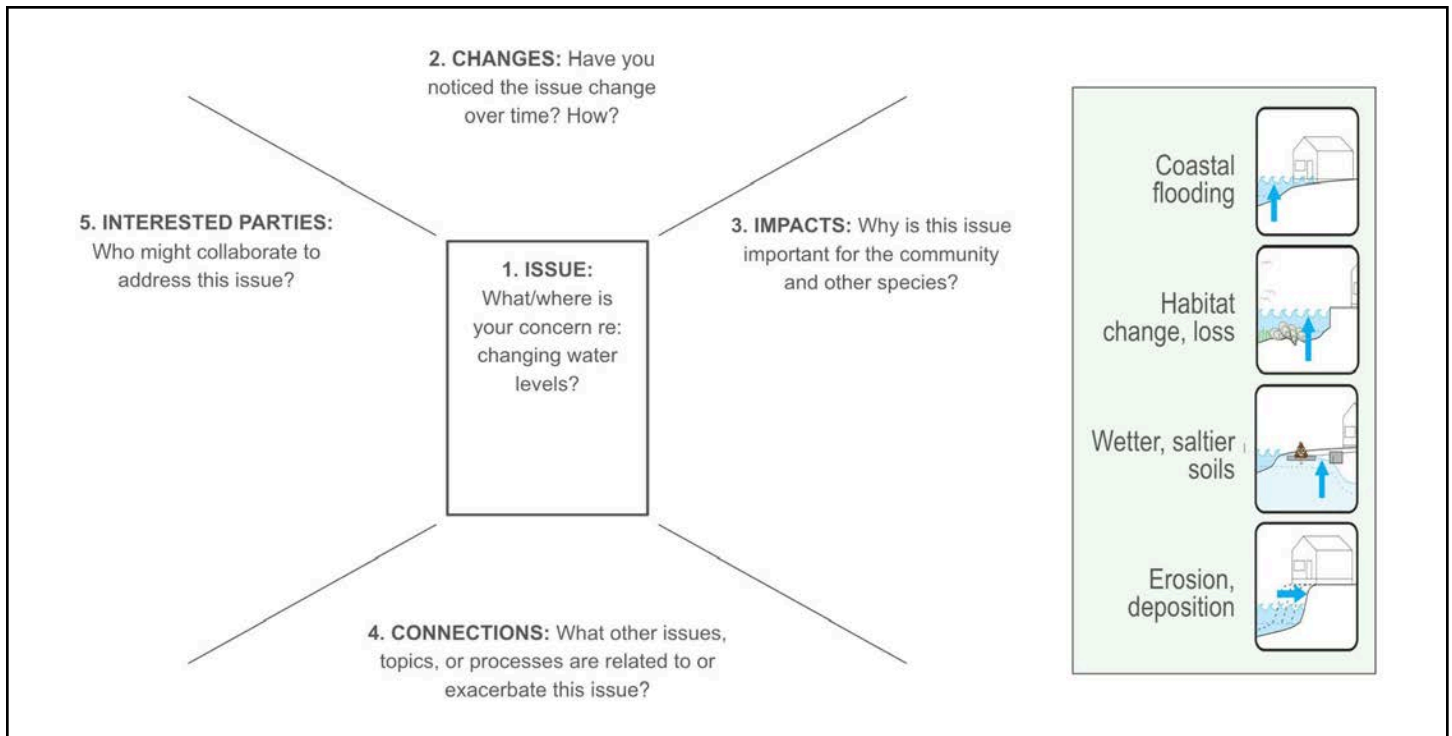 2. CHANGES: Have you
noticed the issue change
over time? How?
5. INTERESTED PARTIES:
Who might collaborate to
address this issue?
1. ISSUE:
What/where is
your concern re:
changing water
levels?
3. IMPACTS: Why is this issue
important for the community
and other species?
4. CONNECTIONS: What other issues,
topics, or processes are related to or
exacerbate this issue?
Coastal
flooding
Habitat
change, loss
Wetter, saltier
soils
Erosion,
deposition